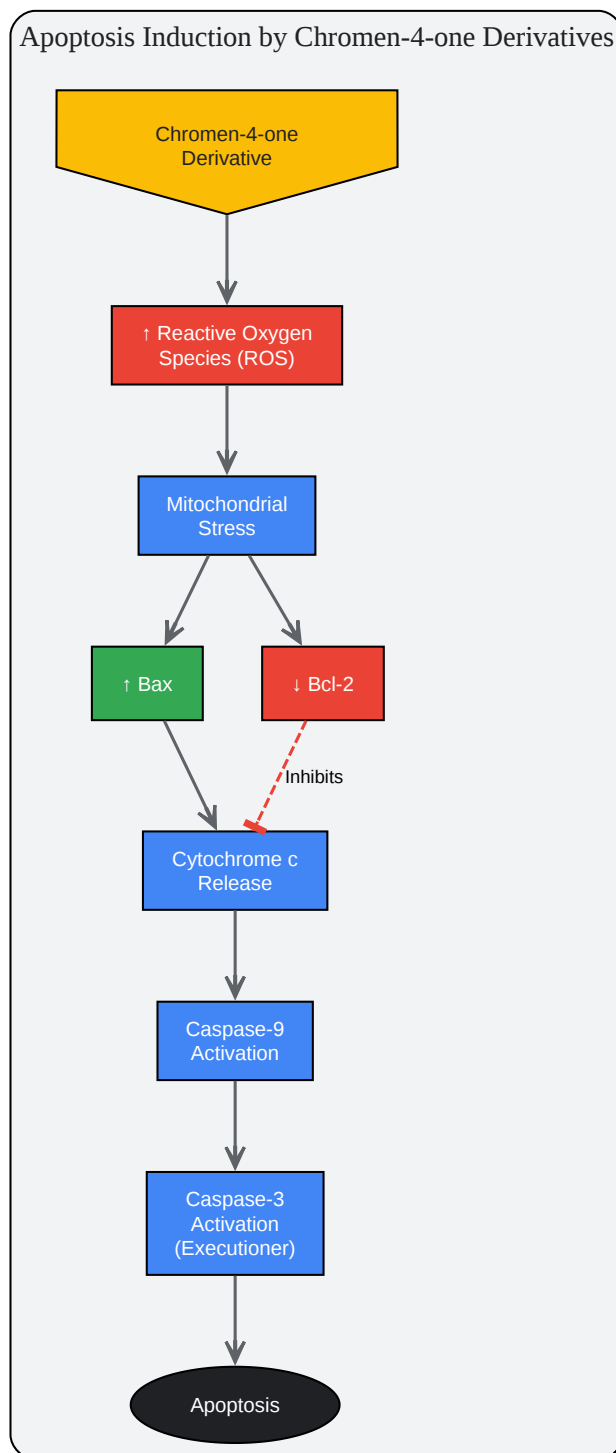 Apoptosis Induction by Chromen-4-one Derivatives
Chromen-4-one
Derivative
↑ Reactive Oxygen
Species (ROS)
Mitochondrial
Stress
↑ Bax
↓ Bcl-2
Inhibits
Cytochrome c
Release
Caspase-9
Activation
Caspase-3
Activation
(Executioner)
Apoptosis